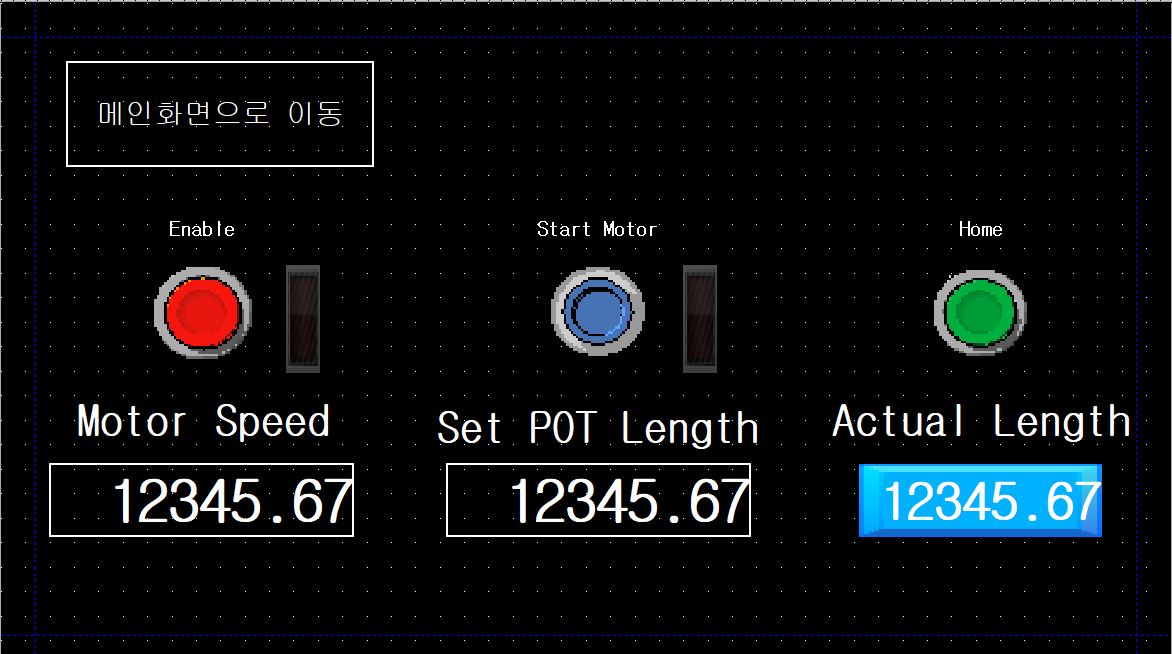 메인화면으로 이동
Enable
Start Motor
Home
Motor Speed
Set POT Length
Actual Length
12345.67
12345.67
12345.67